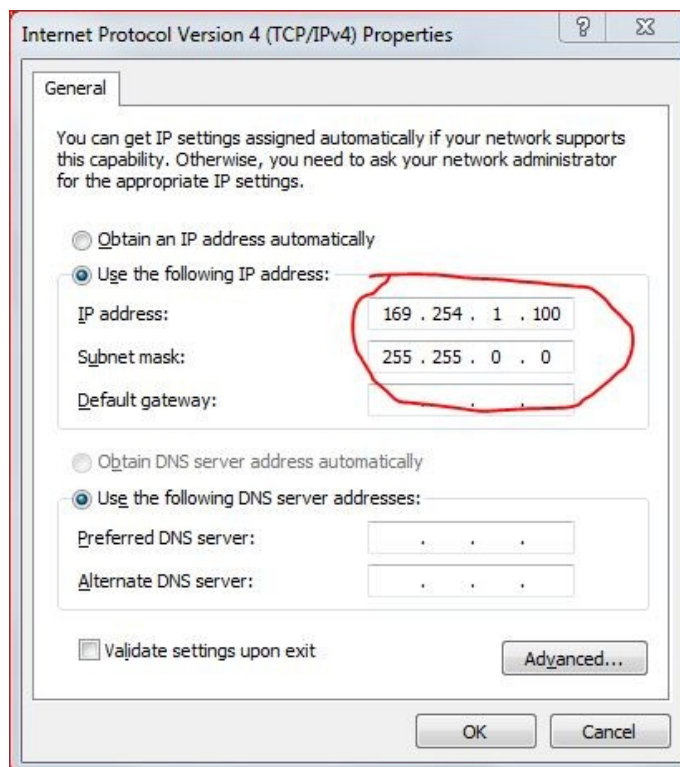 Internet Protocol Version 4 (TCP/IPv4) Properties
General
You can get IP settings assigned automatically if your network supports
this capability. Otherwise, you need to ask your network administrator
for the appropriate IP settings.
Obtain an IP address automatically
Use the following IP address:
IP address: 169 . 254 . 1 . 100
Subnet mask: 255 . 255 . 0 . 0
Default gateway: . . .
Obtain DNS server address automatically
Use the following DNS server addresses:
Preferred DNS server: . . .
Alternate DNS server: . . .
Validate settings upon exit
Advanced...
OK Cancel